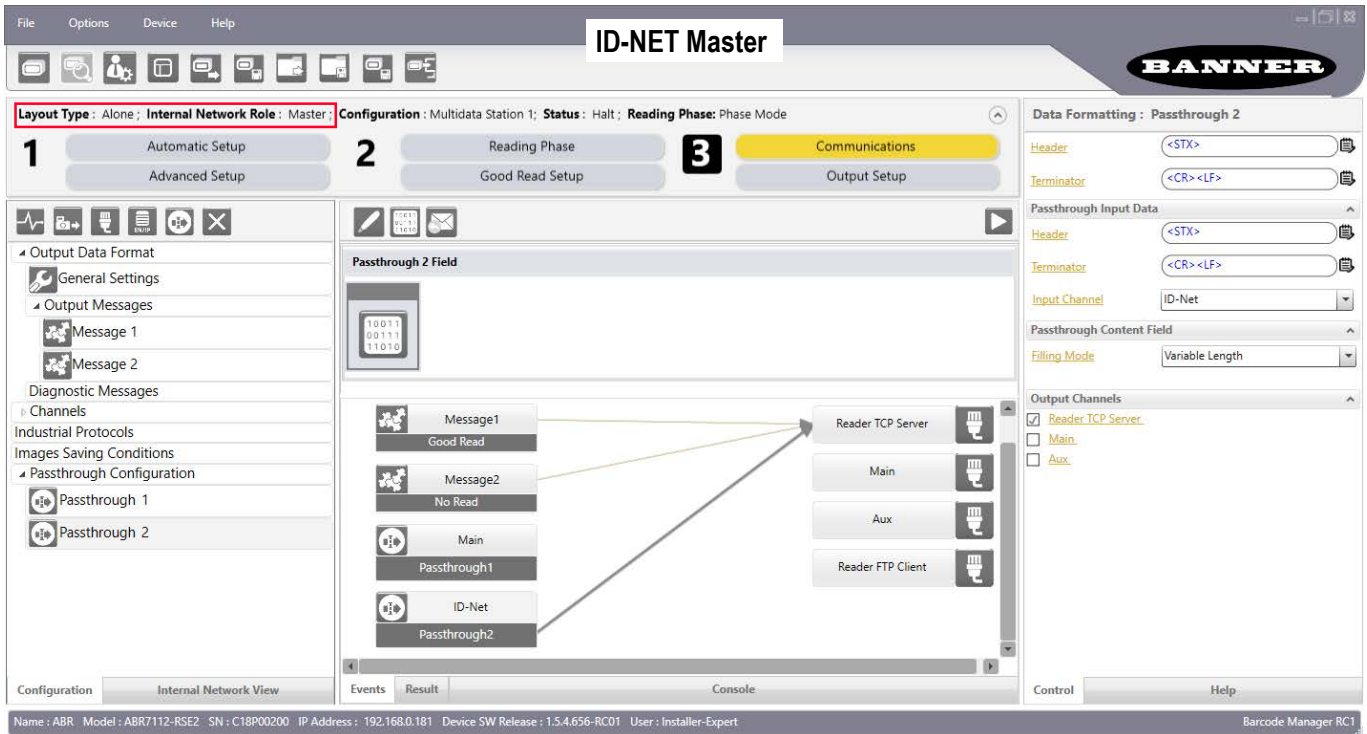 File Options Device Help
ID-NET Master
BANNER
Layout Type : Alone ; Internal Network Role : Master ; Configuration : Multidata Station 1; Status : Halt ; Reading Phase: Phase Mode
1 Automatic Setup 2 Reading Phase 3 Communications
Advanced Setup Good Read Setup Output Setup
Output Data Format
General Settings
Output Messages
Message 1
Message 2
Diagnostic Messages
Channels
Industrial Protocols
Images Saving Conditions
Passthrough Configuration
Passthrough 1
Passthrough 2
Configuration Internal Network View
Passthrough 2 Field
10011
00111
11010
Message1
Good Read
Message2
No Read
Main
Passthrough1
ID-Net
Passthrough2
Reader TCP Server
Main
Aux
Reader FTP Client
Events Result Console
Data Formatting : Passthrough 2
Header <STX>
Terminator <CR><LF>
Passthrough Input Data
Header <STX>
Terminator <CR><LF>
Input Channel ID-Net
Passthrough Content Field
Filling Mode Variable Length
Output Channels
Reader TCP Server
Main
Aux
Control Help
Name : ABR Model : ABR7112-RSE2 SN : C18P00200 IP Address : 192.168.0.181 Device SW Release : 1.5.4.656-RC01 User : Installer-Expert
Barcode Manager RC1